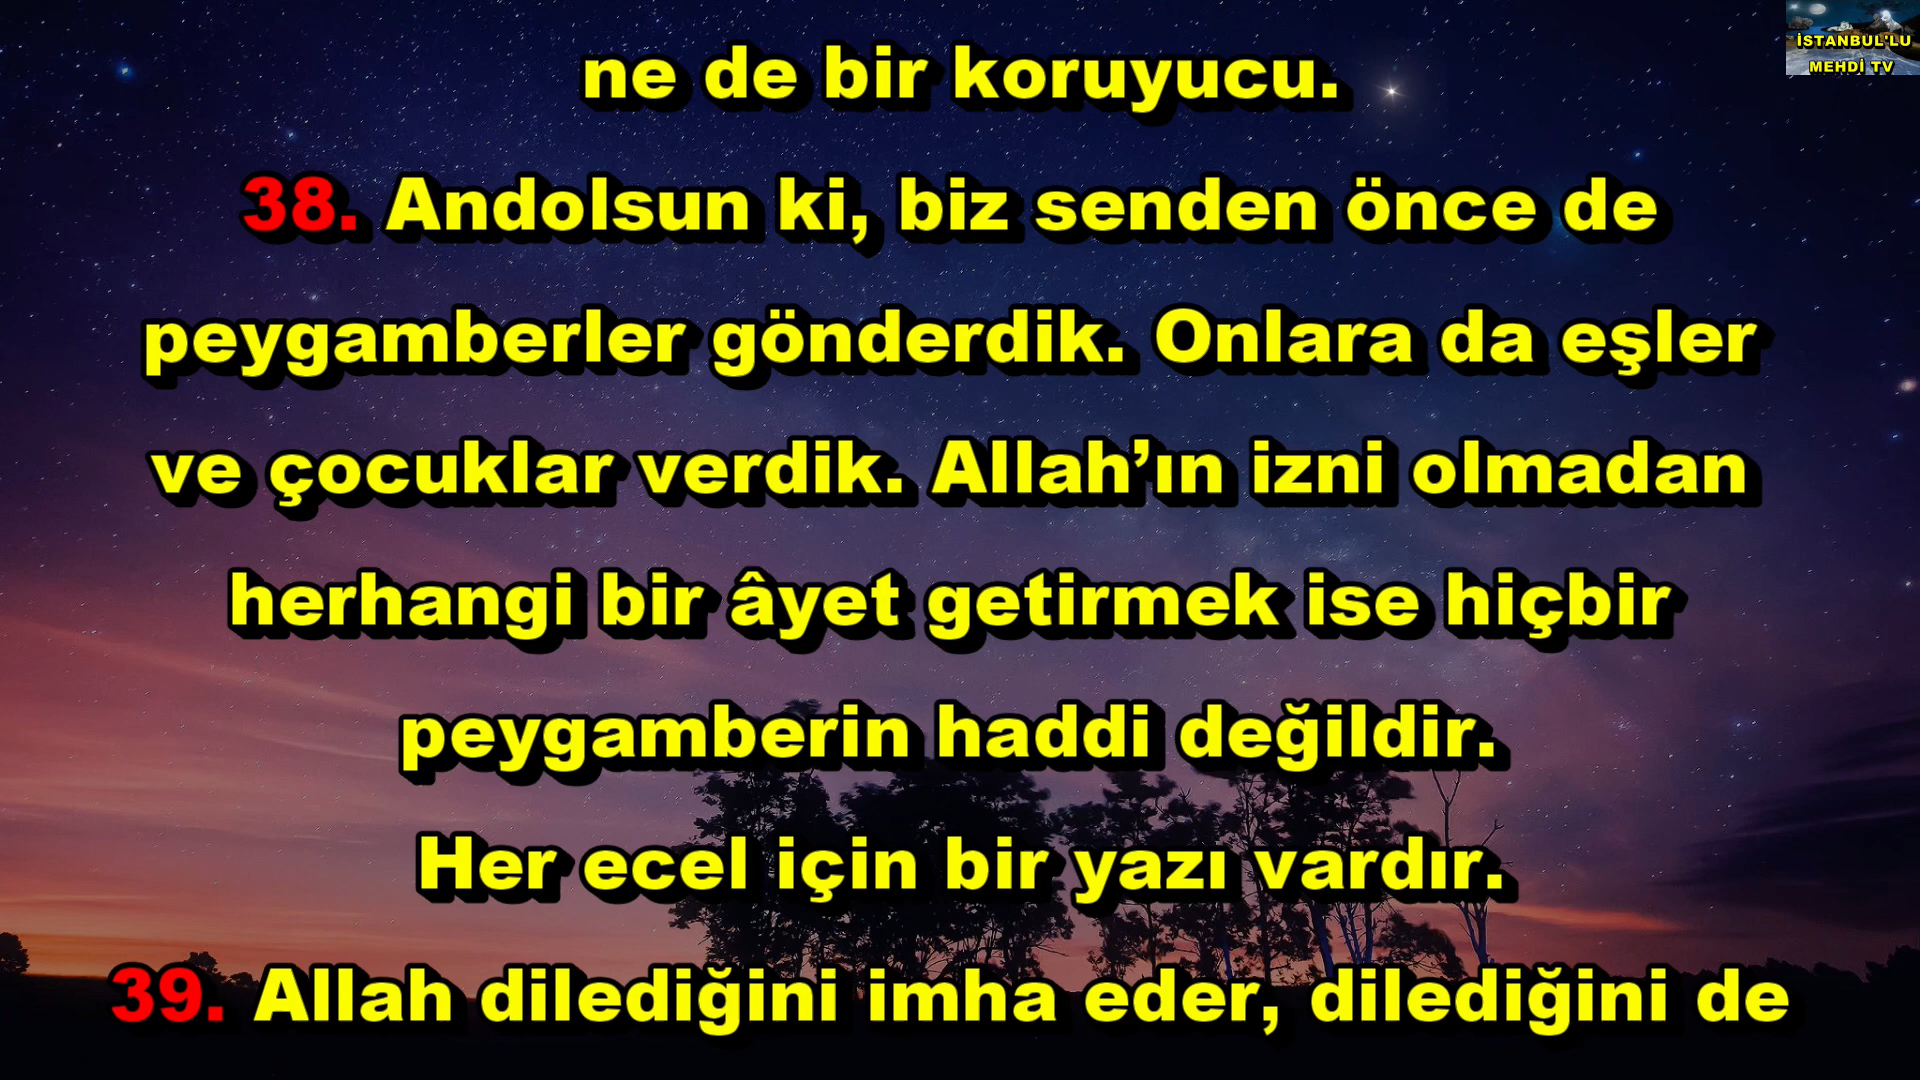 İSTANBUL'LU
MEHDİ TV
ne de bir koruyucu.
38. Andolsun ki, biz senden önce de
peygamberler gönderdik. Onlara da eşler
ve çocuklar verdik. Allah’ın izni olmadan
herhangi bir âyet getirmek ise hiçbir
peygamberin haddi değildir.
Her ecel için bir yazı vardır.
39. Allah dilediğini imha eder, dilediğini de